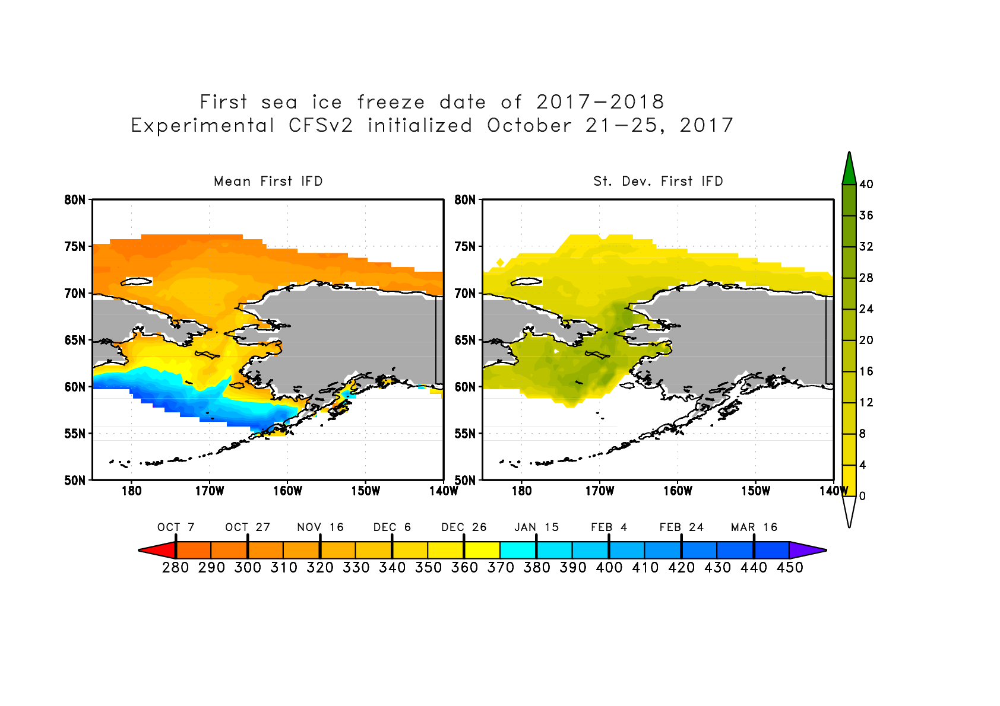 First sea ice freeze date of 2017-2018
Experimental CFSv2 initialized October 21-25, 2017
Mean First IFD
St. Dev. First IFD
80N
75N
70N
65N
60N
55N
50N
180
170W
160W
150W
140W
80N
75N
70N
65N
60N
55N
50N
180
170W
160W
150W
140W
40
36
32
28
24
20
16
12
8
4
0
OCT 7 OCT 27 NOV 16 DEC 6 DEC 26 JAN 15 FEB 4 FEB 24 MAR 16
280 290 300 310 320 330 340 350 360 370 380 390 400 410 420 430 440 450